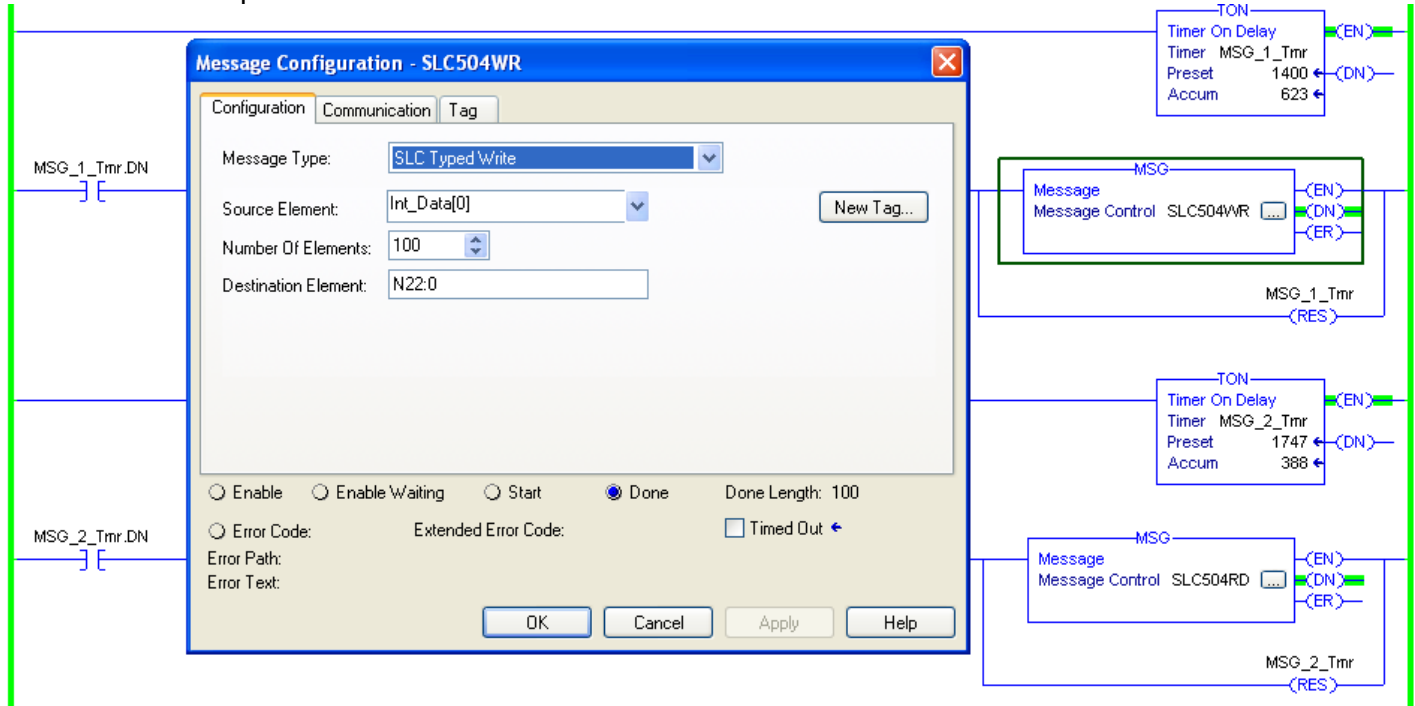 TON
Timer On Delay
Timer MSG_1_Tmr
Preset 1400
Accum 623
(EN)
(DN)
Message Configuration - SLC504WR
Configuration Communication Tag
Message Type: SLC Typed Write
Source Element: Int_Data[0] New Tag...
Number Of Elements: 100
Destination Element: N22:0
Enable Enable Waiting Start Done Done Length: 100
Error Code: Extended Error Code: Timed Out
Error Path:
Error Text:
OK Cancel Apply Help
MSG_1_Tmr.DN
MSG
Message
Message Control SLC504WR ...
(EN)
(DN)
(ER)
MSG_1_Tmr
(RES)
TON
Timer On Delay
Timer MSG_2_Tmr
Preset 1747
Accum 388
(EN)
(DN)
MSG_2_Tmr.DN
MSG
Message
Message Control SLC504RD ...
(EN)
(DN)
(ER)
MSG_2_Tmr
(RES)